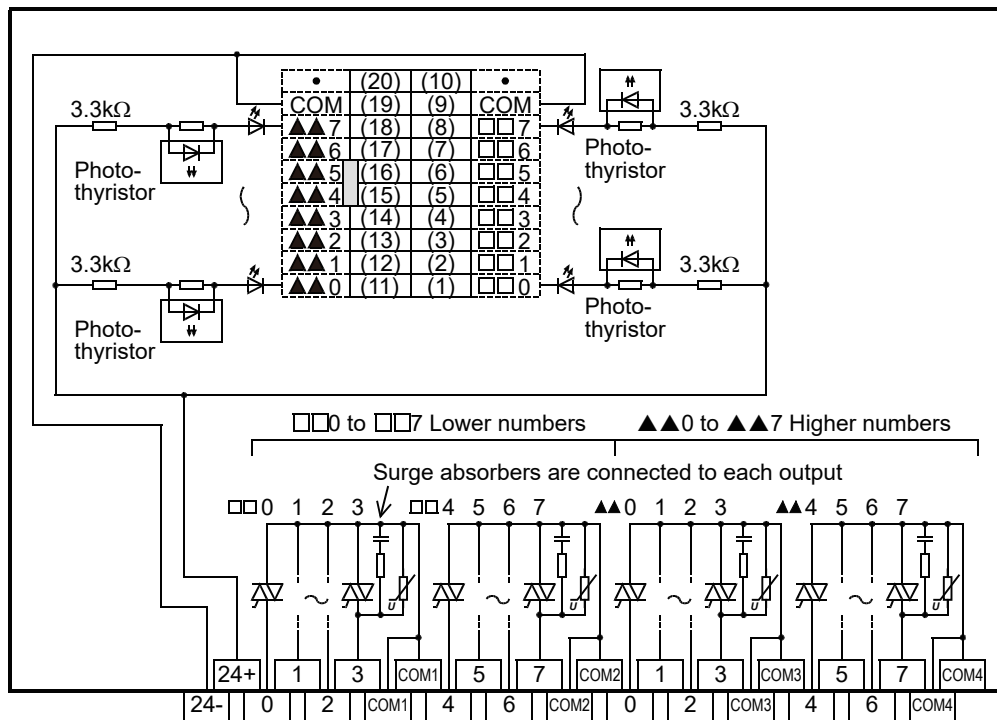 • (20) (10) •
COM (19) (9) COM
▲▲7 (18) (8) □□7
▲▲6 (17) (7) □□6
▲▲5 (16) (6) □□5
▲▲4 (15) (5) □□4
▲▲3 (14) (4) □□3
▲▲2 (13) (3) □□2
▲▲1 (12) (2) □□1
▲▲0 (11) (1) □□0
3.3kΩ
Photo-
thyristor
3.3kΩ
Photo-
thyristor
3.3kΩ
Photo-
thyristor
3.3kΩ
Photo-
thyristor
□□0 to □□7 Lower numbers ▲▲0 to ▲▲7 Higher numbers
Surge absorbers are connected to each output
□□0 1 2 3 □□4 5 6 7 ▲▲0 1 2 3 ▲▲4 5 6 7
u u u u
24+ 1 3 COM1 5 7 COM2 1 3 COM3 5 7 COM4
24- 0 2 COM1 4 6 COM2 0 2 COM3 4 6 COM4